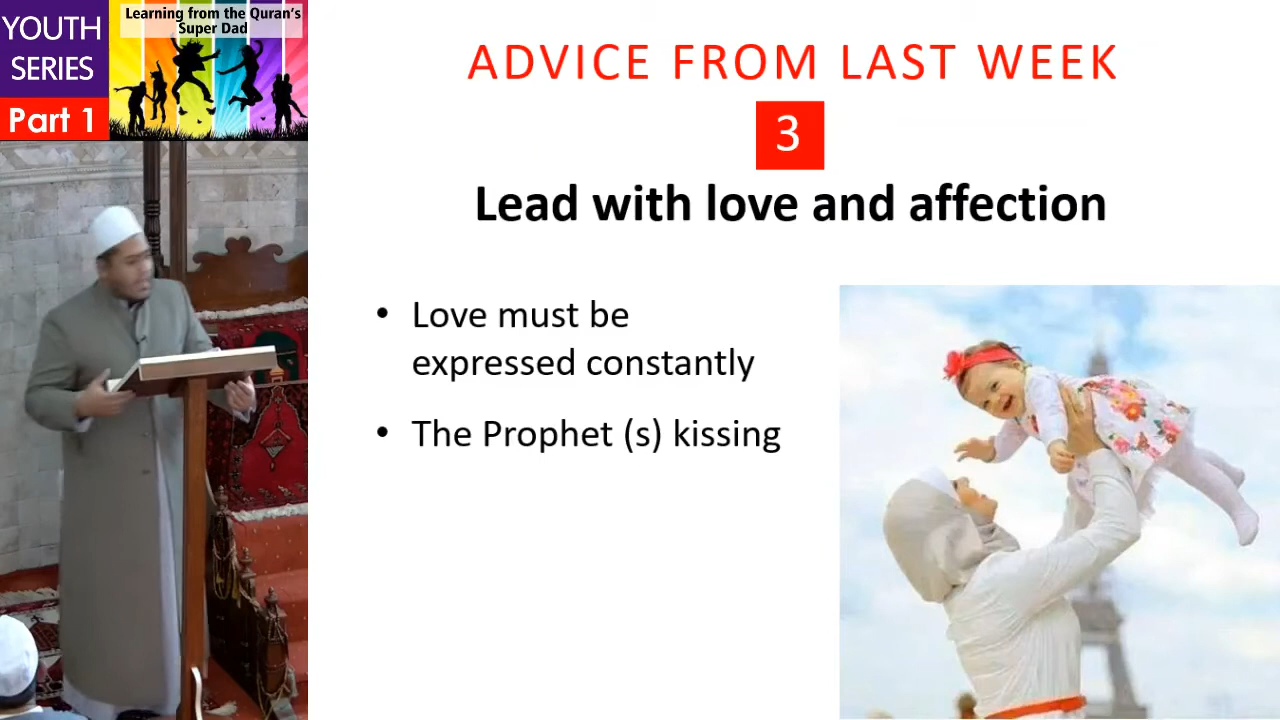 YOUTH
SERIES
Part 1
Learning from the Quran's
Super Dad
ADVICE FROM LAST WEEK
3
Lead with love and affection
• Love must be
expressed constantly
• The Prophet (s) kissing